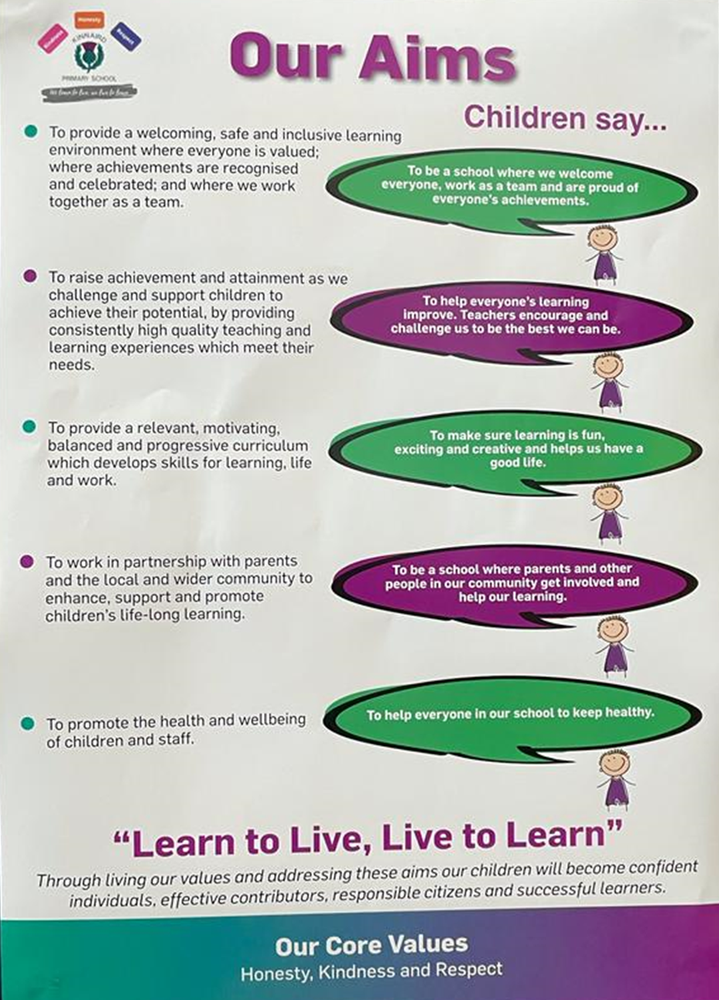 Honesty
Kindness
Respect
KINNAIRD
PRIMARY SCHOOL
Our Aims
Children say...
To provide a welcoming, safe and inclusive learning
environment where everyone is valued;
where achievements are recognised
and celebrated; and where we work
together as a team.
To be a school where we welcome
everyone, work as a team and are proud of
everyone's achievements.
To raise achievement and attainment as we
challenge and support children to
achieve their potential, by providing
consistently high quality teaching and
learning experiences which meet their
needs.
To help everyone's learning
improve. Teachers encourage and
challenge us to be the best we can be.
To provide a relevant, motivating,
balanced and progressive curriculum
which develops skills for learning, life
and work.
To make sure learning is fun,
exciting and creative and helps us have a
good life.
To work in partnership with parents
and the local and wider community to
enhance, support and promote
children's life-long learning.
To be a school where parents and other
people in our community get involved and
help our learning.
To promote the health and wellbeing
of children and staff.
To help everyone in our school to keep healthy.
“Learn to Live, Live to Learn”
Through living our values and addressing these aims our children will become confident
individuals, effective contributors, responsible citizens and successful learners.
Our Core Values
Honesty, Kindness and Respect